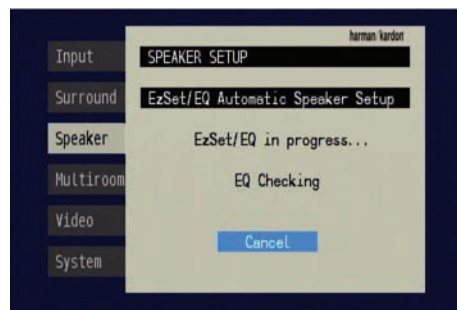 harman/kardon
Input
Surround
Speaker
Multiroom
Video
System
SPEAKER SETUP
EzSet/EQ Automatic Speaker Setup
EzSet/EQ in progress...
EQ Checking
Cancel